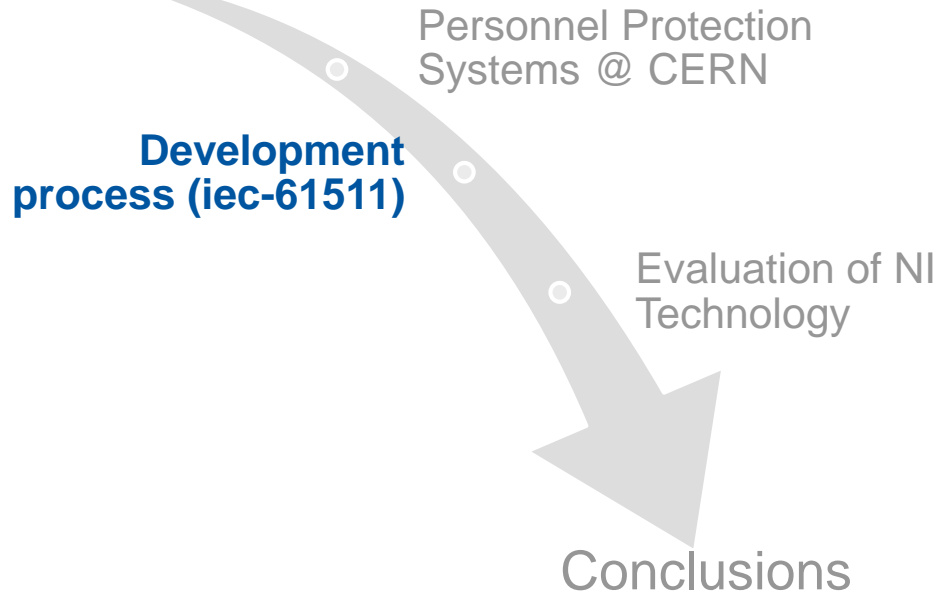 Personnel Protection
Systems @ CERN
Development
process (iec-61511)
Evaluation of NI
Technology
Conclusions